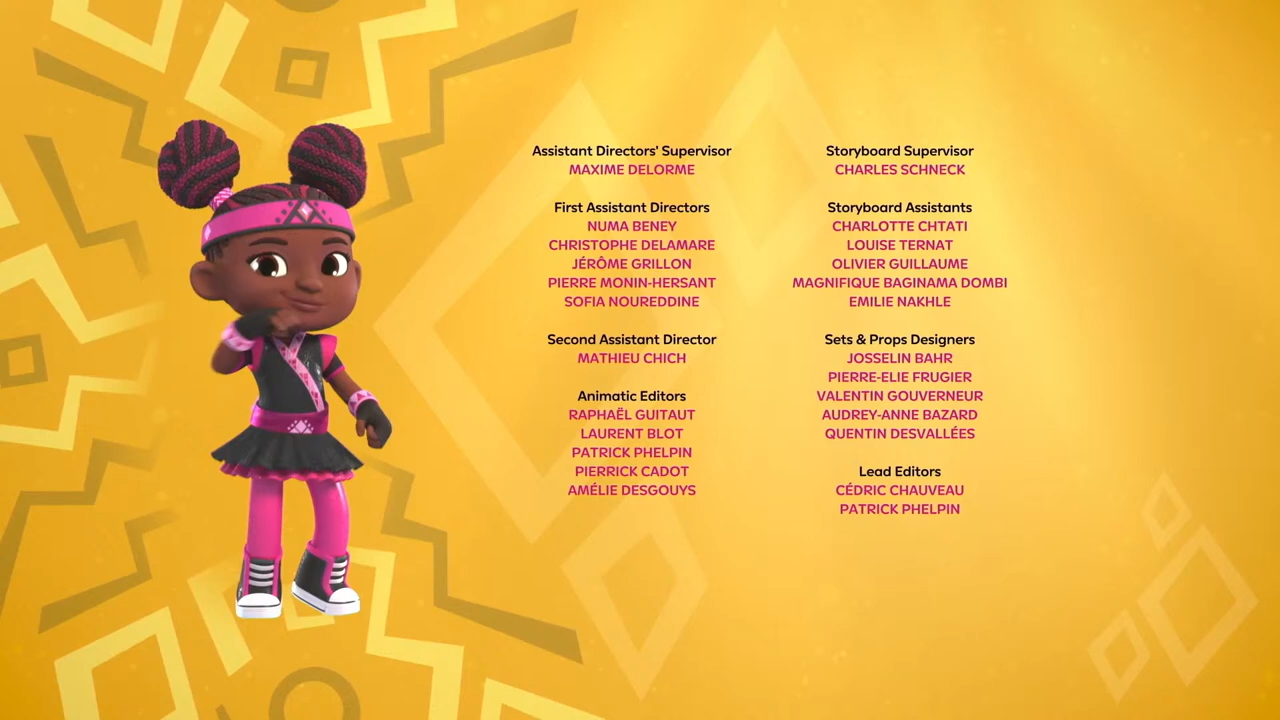 Assistant Directors' Supervisor
MAXIME DELORME
First Assistant Directors
NUMA BENEY
CHRISTOPHE DELAMARE
JÉRÔME GRILLON
PIERRE MONIN-HERSANT
SOFIA NOUREDDINE
Second Assistant Director
MATHIEU CHICH
Animatic Editors
RAPHAËL GUITAUT
LAURENT BLOT
PATRICK PHELPIN
PIERRICK CADOT
AMÉLIE DESGOUYS
Storyboard Supervisor
CHARLES SCHNECK
Storyboard Assistants
CHARLOTTE CHTATI
LOUISE TERNAT
OLIVIER GUILLAUME
MAGNIFIQUE BAGINAMA DOMBI
EMILIE NAKHLE
Sets & Props Designers
JOSSELIN BAHR
PIERRE-ELIE FRUGIER
VALENTIN GOUVERNEUR
AUDREY-ANNE BAZARD
QUENTIN DESVALLÉES
Lead Editors
CÉDRIC CHAUVEAU
PATRICK PHELPIN